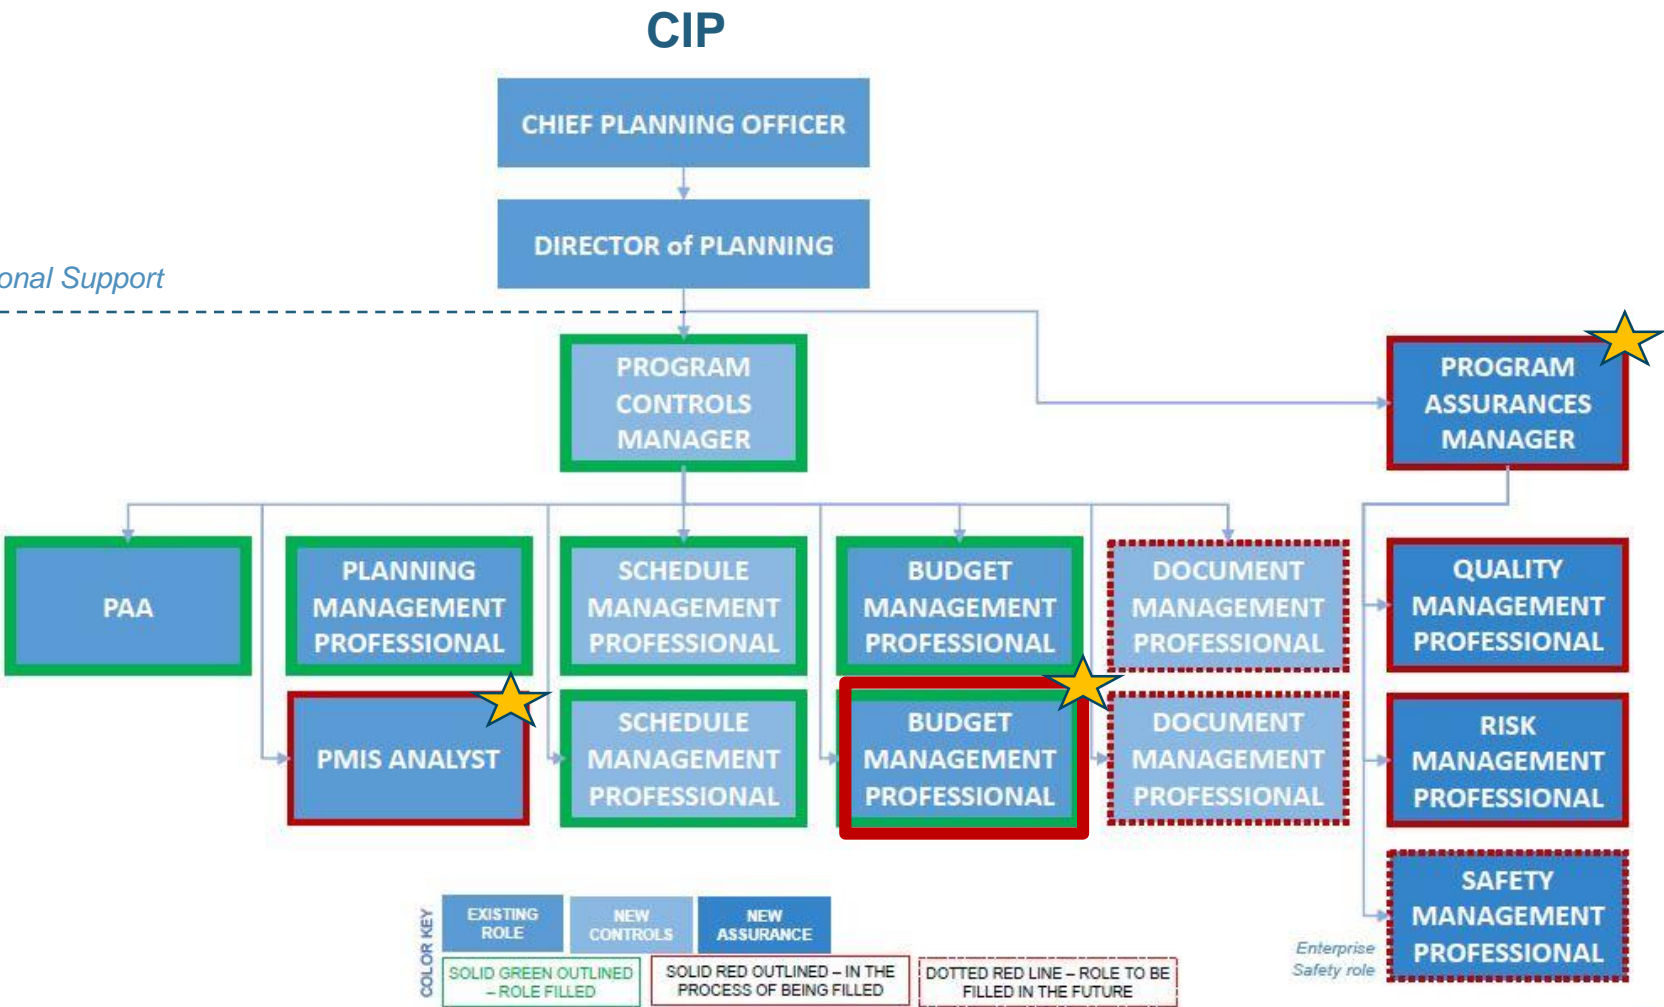 CIP
CHIEF PLANNING OFFICER
DIRECTOR of PLANNING
onal Support
PROGRAM
CONTROLS
MANAGER
PROGRAM
ASSURANCES
MANAGER
PAA
PLANNING
MANAGEMENT
PROFESSIONAL
SCHEDULE
MANAGEMENT
PROFESSIONAL
BUDGET
MANAGEMENT
PROFESSIONAL
DOCUMENT
MANAGEMENT
PROFESSIONAL
QUALITY
MANAGEMENT
PROFESSIONAL
PMIS ANALYST
SCHEDULE
MANAGEMENT
PROFESSIONAL
BUDGET
MANAGEMENT
PROFESSIONAL
DOCUMENT
MANAGEMENT
PROFESSIONAL
RISK
MANAGEMENT
PROFESSIONAL
SAFETY
MANAGEMENT
PROFESSIONAL
Enterprise
Safety role
COLOR KEY
EXISTING
ROLE
NEW
CONTROLS
NEW
ASSURANCE
SOLID GREEN OUTLINED
– ROLE FILLED
SOLID RED OUTLINED – IN THE
PROCESS OF BEING FILLED
DOTTED RED LINE – ROLE TO BE
FILLED IN THE FUTURE